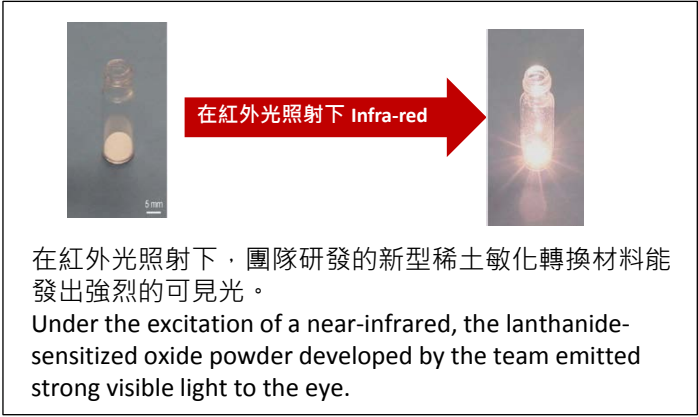 在紅外光照射下 Infra-red
5 mm
在紅外光照射下，團隊研發的新型稀土敏化轉換材料能
發出強烈的可見光。
Under the excitation of a near-infrared, the lanthanide-
sensitized oxide powder developed by the team emitted
strong visible light to the eye.